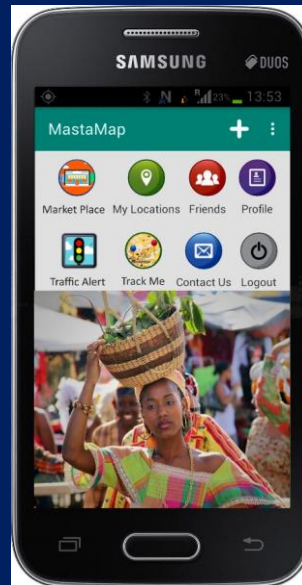 SAMSUNG DUOS
R 23% 13:53
MastaMap
Market Place My Locations Friends Profile
Traffic Alert Track Me Contact Us Logout